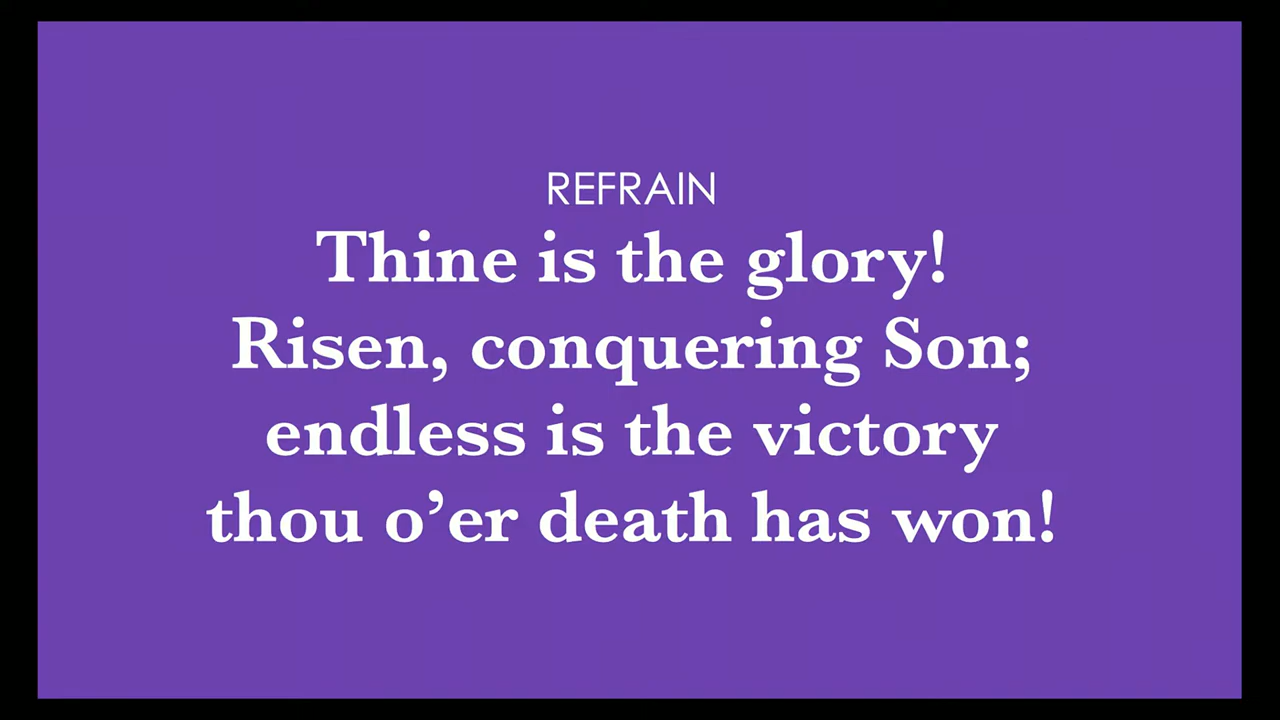 REFRAIN
Thine is the glory!
Risen, conquering Son;
endless is the victory
thou o’er death has won!